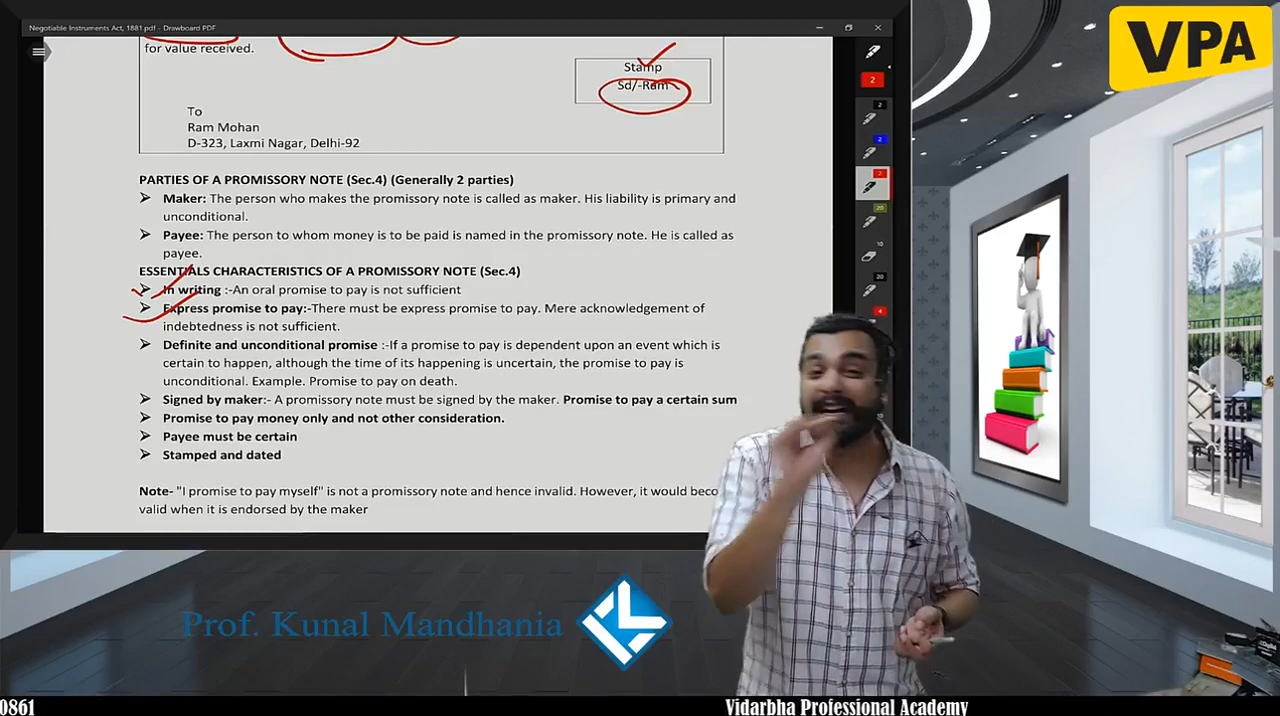 Negotiable Instruments Act, 1881.pdf - Drawboard PDF
VPA
for value received.
Stamp
Sd/-Ram
To
Ram Mohan
D-323, Laxmi Nagar, Delhi-92
PARTIES OF A PROMISSORY NOTE (Sec.4) (Generally 2 parties)
➢ Maker: The person who makes the promissory note is called as maker. His liability is primary and
unconditional.
➢ Payee: The person to whom money is to be paid is named in the promissory note. He is called as
payee.
ESSENTIALS CHARACTERISTICS OF A PROMISSORY NOTE (Sec.4)
➢ In writing :-An oral promise to pay is not sufficient
➢ Express promise to pay:-There must be express promise to pay. Mere acknowledgement of
indebtedness is not sufficient.
➢ Definite and unconditional promise :-If a promise to pay is dependent upon an event which is
certain to happen, although the time of its happening is uncertain, the promise to pay is
unconditional. Example. Promise to pay on death.
➢ Signed by maker:- A promissory note must be signed by the maker. Promise to pay a certain sum
➢ Promise to pay money only and not other consideration.
➢ Payee must be certain
➢ Stamped and dated
Note- "I promise to pay myself" is not a promissory note and hence invalid. However, it would beco
valid when it is endorsed by the maker
2
2
2
2
20
10
20
4
Prof. Kunal Mandhania
0861
Vidarbha Professional Academy